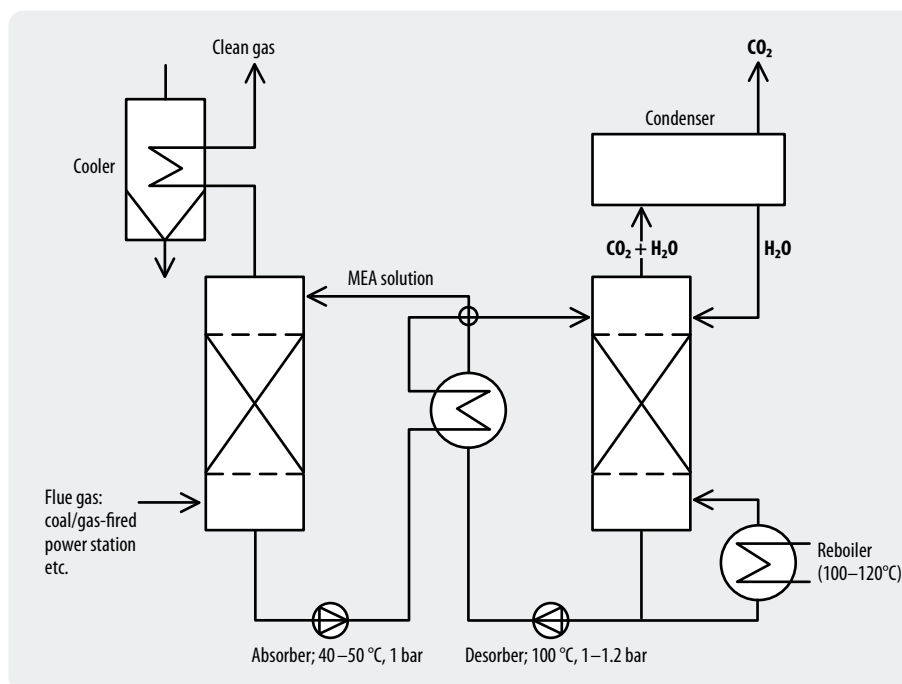 Clean gas
CO₂
Condenser
Cooler
CO₂ + H₂O
H₂O
MEA solution
Flue gas:
coal/gas-fired
power station
etc.
Reboiler
(100–120°C)
Absorber; 40–50 °C, 1 bar
Desorber; 100 °C, 1–1.2 bar